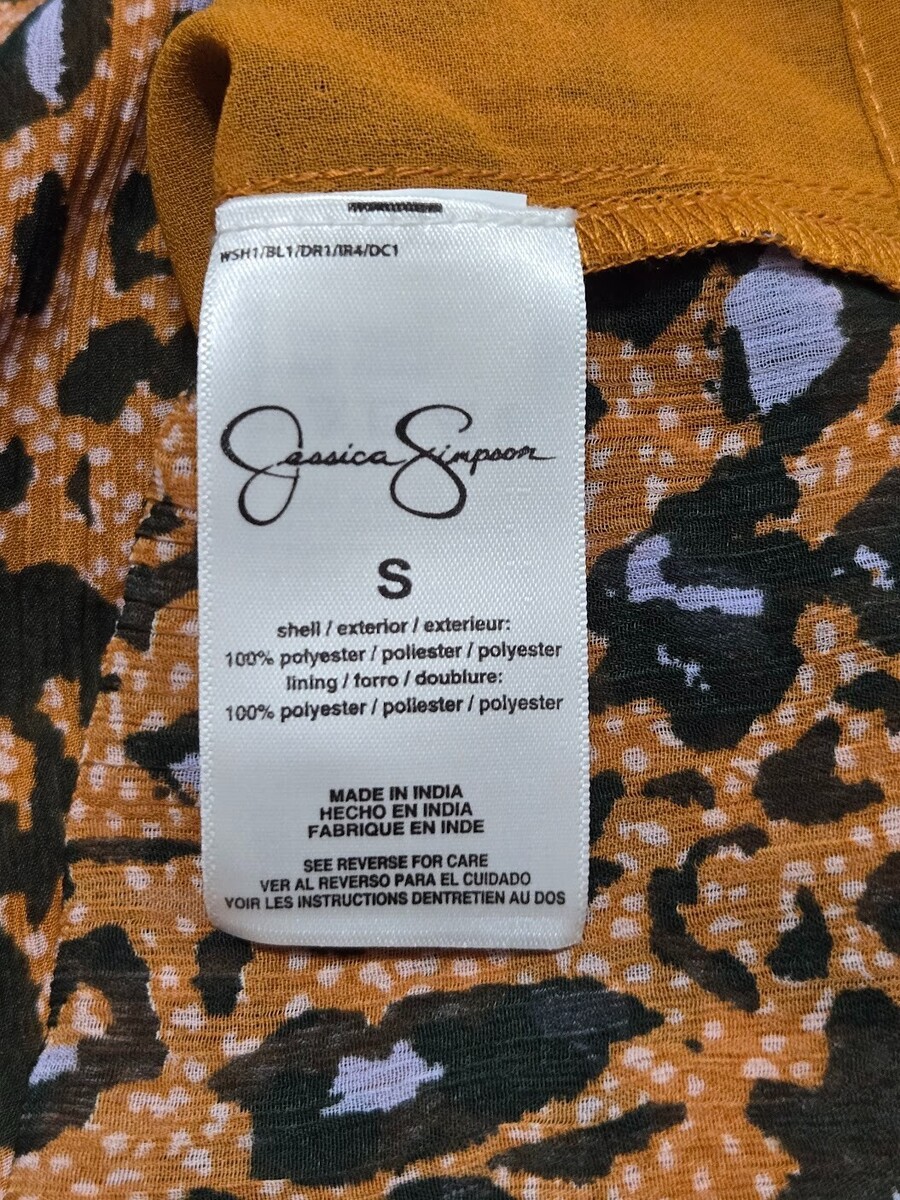 WSH1/BL1/DR1/IR4/DC1
Jessica Simpson
S
shell / exterior / exterieur:
100% polyester / poliester / polyester
lining / forro / doublure:
100% polyester / poliester / polyester
MADE IN INDIA
HECHO EN INDIA
FABRIQUE EN INDE
SEE REVERSE FOR CARE
VER AL REVERSO PARA EL CUIDADO
VOIR LES INSTRUCTIONS DENTRETIEN AU DOS